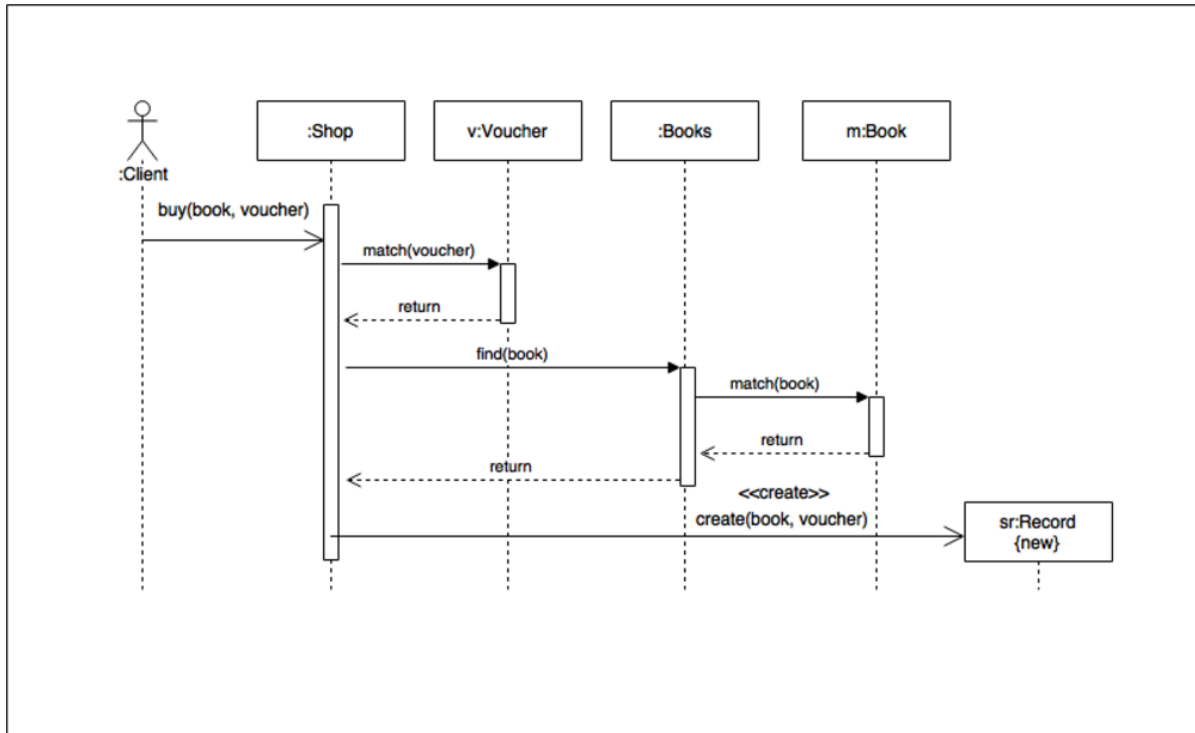 :Shop
v:Voucher
:Books
m:Book
:Client
buy(book, voucher)
match(voucher)
return
find(book)
match(book)
return
return
<<create>>
create(book, voucher)
sr:Record
{new}